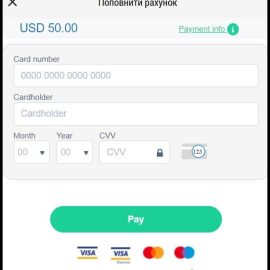 Поповнити рахунок
USD 50.00
Payment info i
Card number
0000 0000 0000 0000
Cardholder
Cardholder
Month Year CVV
00 00 CVV
123
Pay
VISA VISA